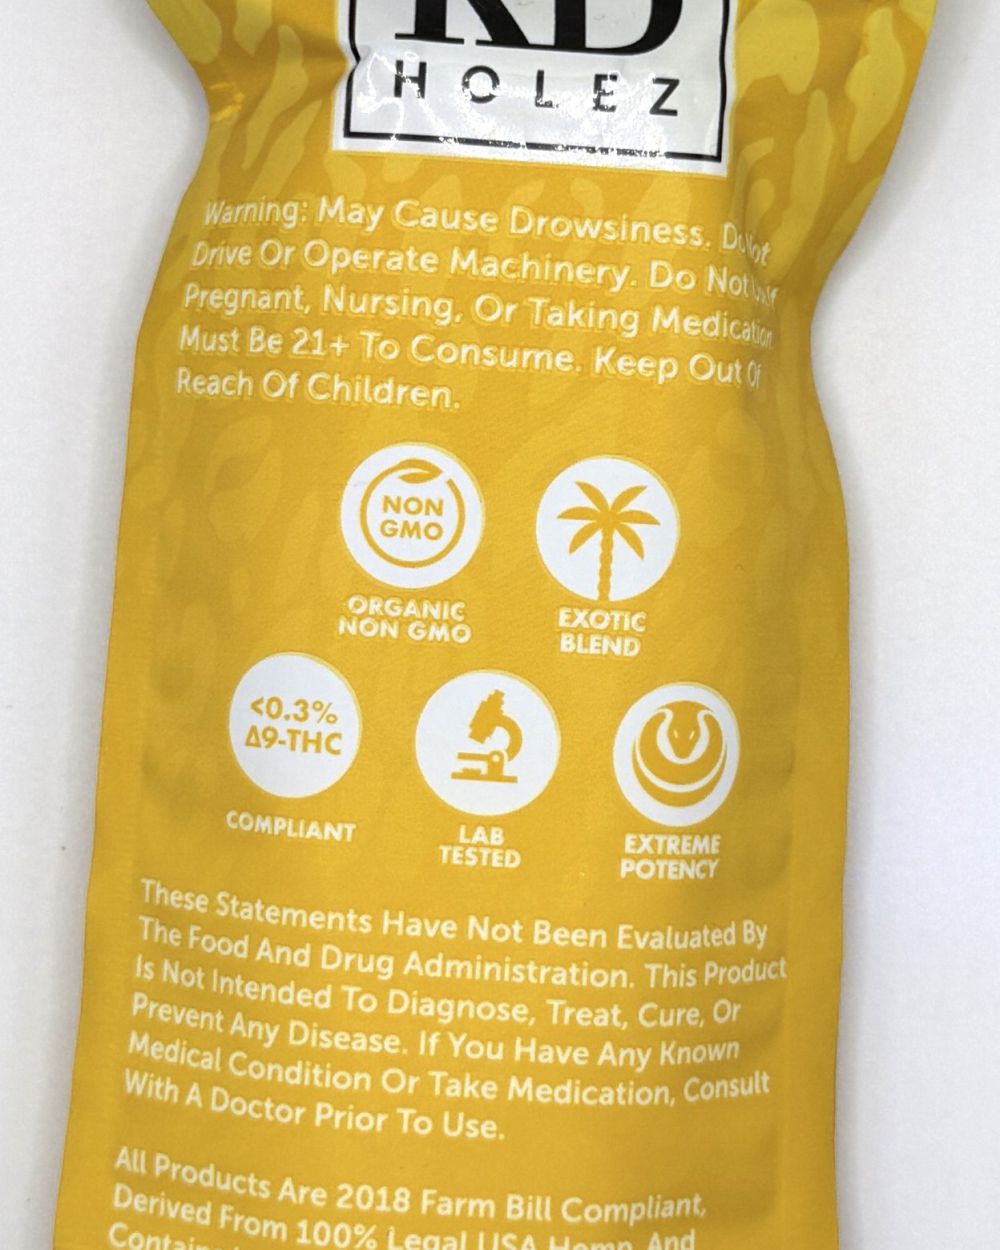 HOLEZ
Warning: May Cause Drowsiness. Do Not
Drive Or Operate Machinery. Do Not If
Pregnant, Nursing, Or Taking Medication
Must Be 21+ To Consume. Keep Out Of
Reach Of Children.
NON
GMO
ORGANIC
NON GMO
EXOTIC
BLEND
<0.3%
Δ9-THC
COMPLIANT
LAB
TESTED
EXTREME
POTENCY
These Statements Have Not Been Evaluated By
The Food And Drug Administration. This Product
Is Not Intended To Diagnose, Treat, Cure, Or
Prevent Any Disease. If You Have Any Known
Medical Condition Or Take Medication, Consult
With A Doctor Prior To Use.
All Products Are 2018 Farm Bill Compliant,
Derived From 100% Legal USA Hemp, And